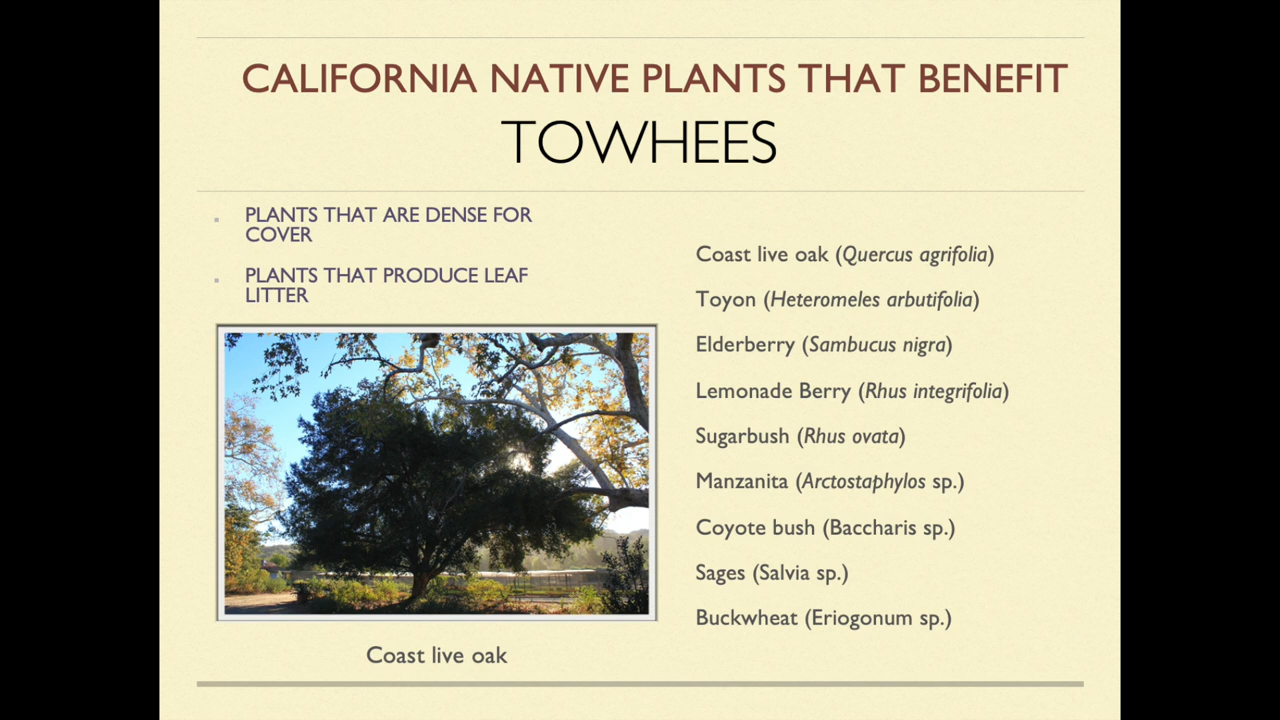 CALIFORNIA NATIVE PLANTS THAT BENEFIT
TOWHEES
PLANTS THAT ARE DENSE FOR
COVER
PLANTS THAT PRODUCE LEAF
LITTER
Coast live oak
Coast live oak (Quercus agrifolia)
Toyon (Heteromeles arbutifolia)
Elderberry (Sambucus nigra)
Lemonade Berry (Rhus integrifolia)
Sugarbush (Rhus ovata)
Manzanita (Arctostaphylos sp.)
Coyote bush (Baccharis sp.)
Sages (Salvia sp.)
Buckwheat (Eriogonum sp.)